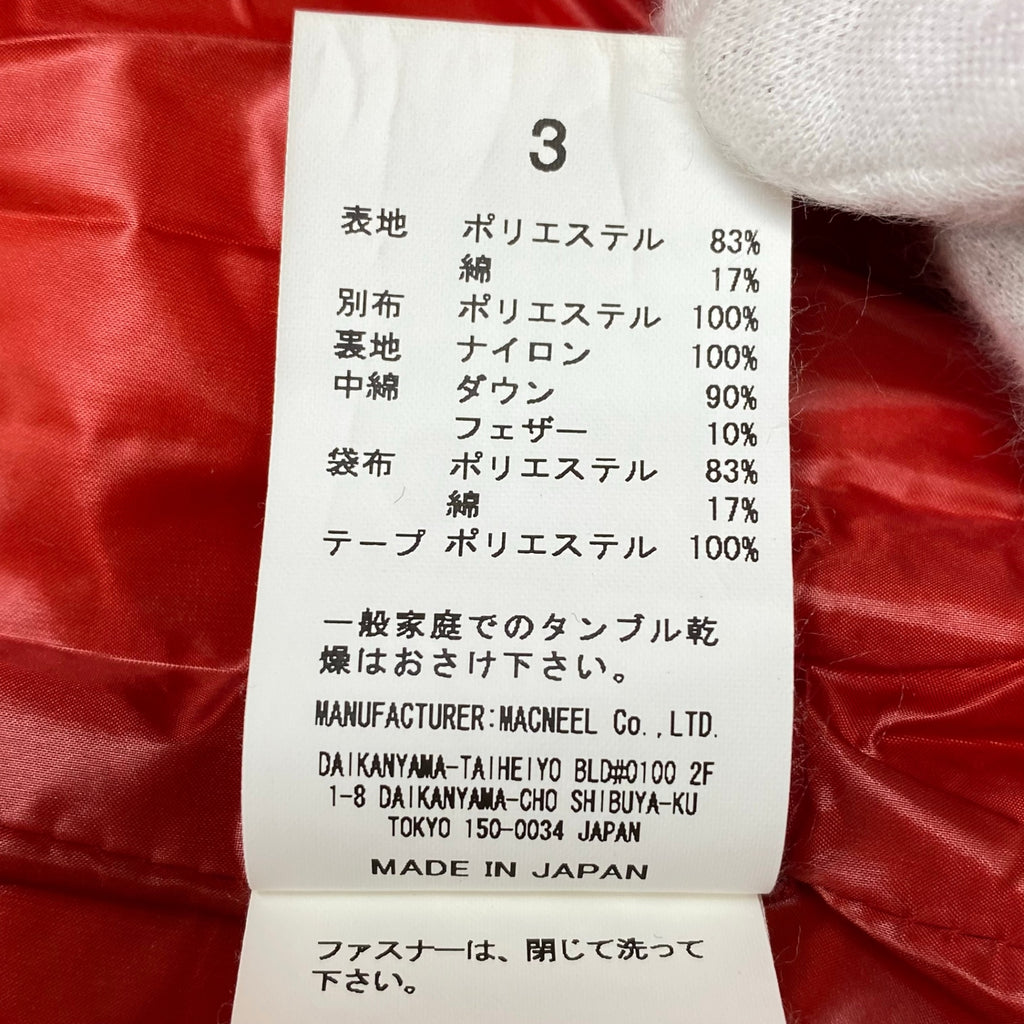 3
表地 ポリエステル 83%
綿 17%
別布 ポリエステル 100%
裏地 ナイロン 100%
中綿 ダウン 90%
フェザー 10%
袋布 ポリエステル 83%
綿 17%
テープ ポリエステル 100%
一般家庭でのタンブル乾
燥はおさけ下さい。
MANUFACTURER:MACNEEL Co.,LTD.
DAIKANYAMA-TAIHEIYO BLD#0100 2F
1-8 DAIKANYAMA-CHO SHIBUYA-KU
TOKYO 150-0034 JAPAN
MADE IN JAPAN
ファスナーは、閉じて洗って
下さい。